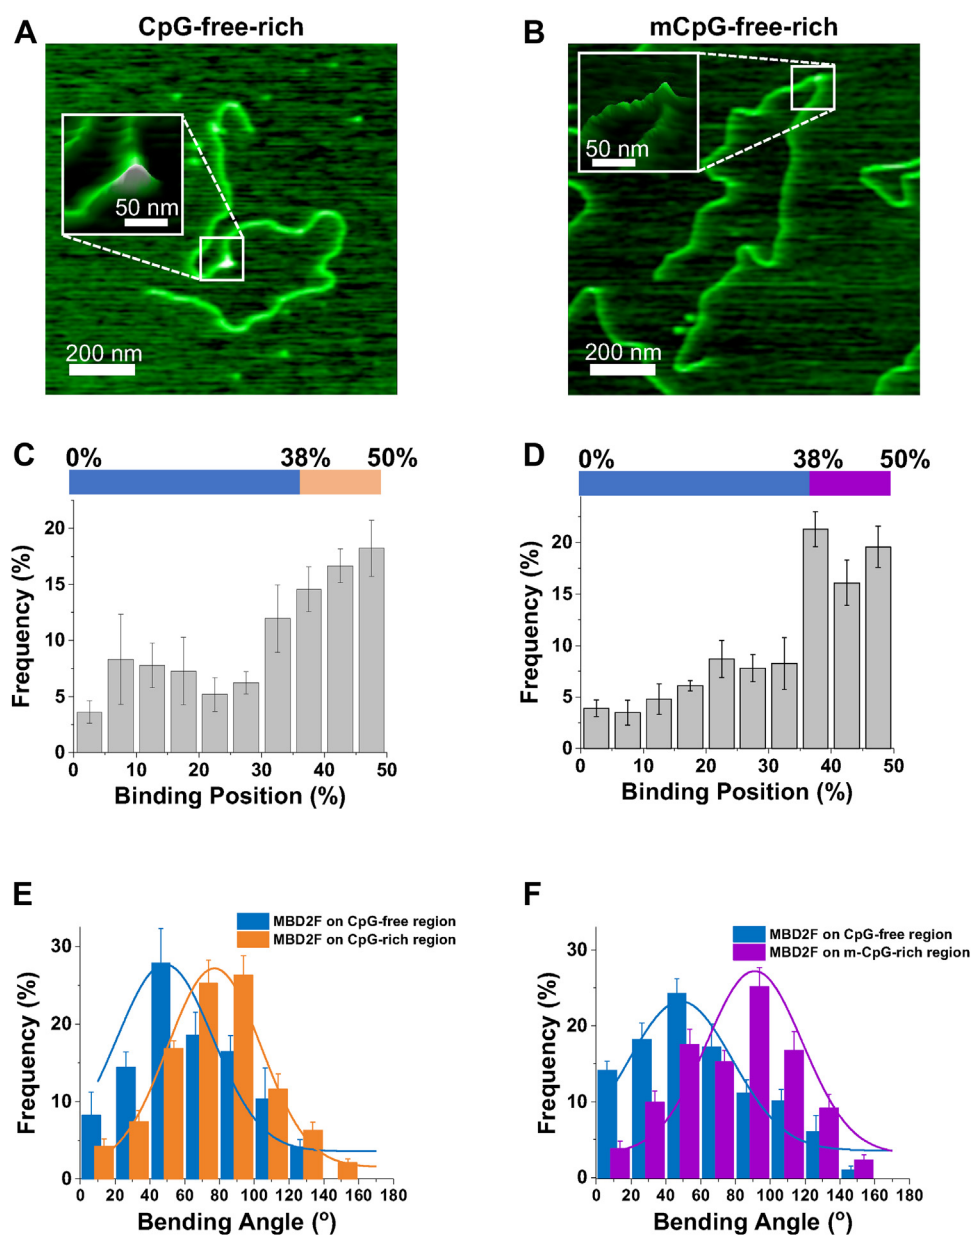 A
CpG-free-rich
50 nm
200 nm
B
mCpG-free-rich
50 nm
200 nm
C
0% 38% 50%
Frequency (%)
20
15
10
5
0
0 10 20 30 40 50
Binding Position (%)
D
0% 38% 50%
Frequency (%)
20
15
10
5
0
0 10 20 30 40 50
Binding Position (%)
E
MBD2F on CpG-free region
MBD2F on CpG-rich region
Frequency (%)
30
20
10
0
0 20 40 60 80 100 120 140 160 180
Bending Angle (º)
F
MBD2F on CpG-free region
MBD2F on m-CpG-rich region
Frequency (%)
30
20
10
0
0 20 40 60 80 100 120 140 160 180
Bending Angle (º)